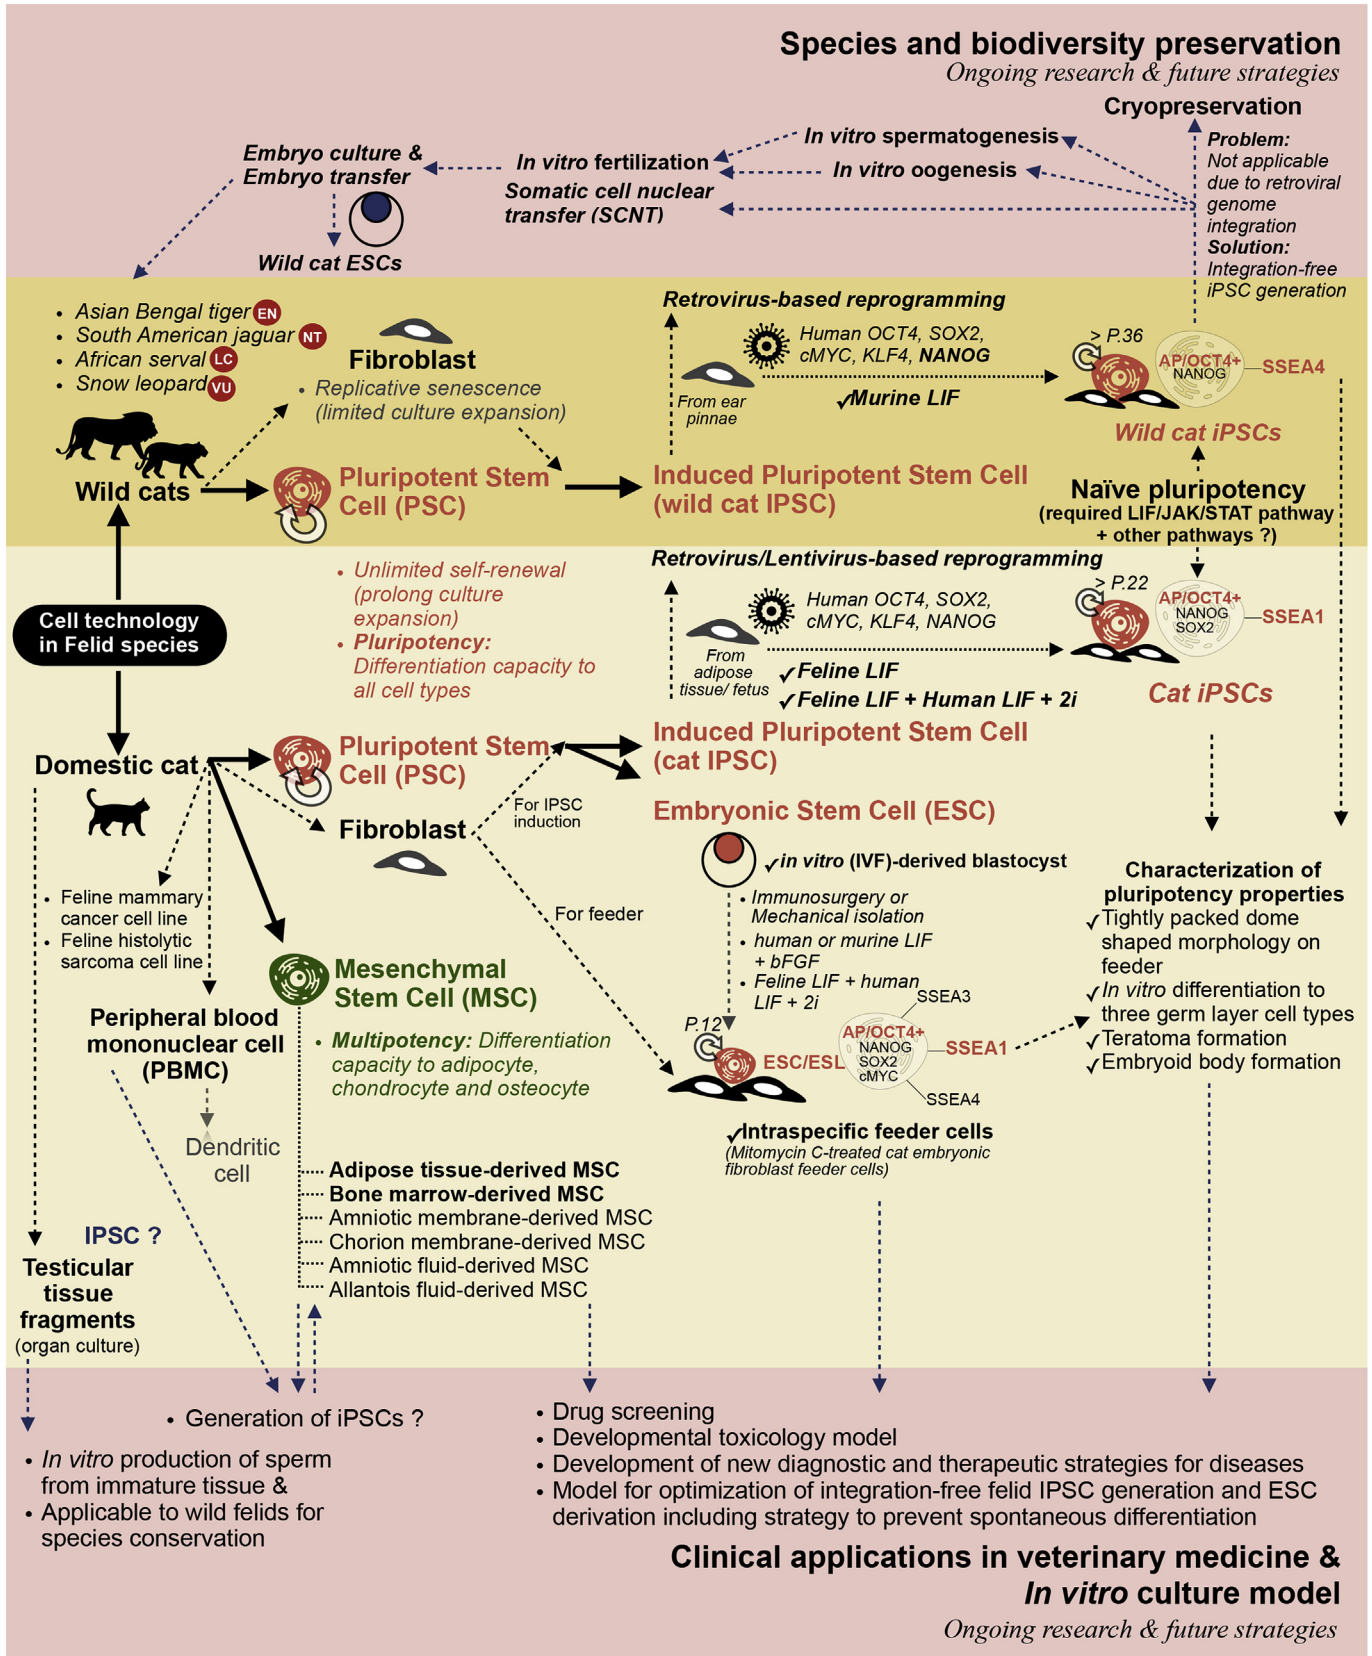 Species and biodiversity preservation
Ongoing research & future strategies
Cryopreservation
Problem:
Not applicable
due to retroviral
genome
integration
Solution:
Integration-free
iPSC generation
In vitro spermatogenesis
In vitro oogenesis
In vitro fertilization
Somatic cell nuclear
transfer (SCNT)
Embryo culture &
Embryo transfer
Wild cat ESCs
• Asian Bengal tiger EN
• South American jaguar NT
• African serval LC
• Snow leopard VU
Wild cats
Fibroblast
• Replicative senescence
(limited culture expansion)
Pluripotent Stem
Cell (PSC)
Retrovirus-based reprogramming
Human OCT4, SOX2,
cMYC, KLF4, NANOG
From ear
pinnae
✓Murine LIF
Induced Pluripotent Stem Cell
(wild cat IPSC)
> P.36
AP/OCT4+
NANOG
SSEA4
Wild cat iPSCs
Naïve pluripotency
(required LIF/JAK/STAT pathway
+ other pathways ?)
Cell technology
in Felid species
• Unlimited self-renewal
(prolong culture
expansion)
• Pluripotency:
Differentiation capacity to
all cell types
Retrovirus/Lentivirus-based reprogramming
Human OCT4, SOX2,
cMYC, KLF4, NANOG
From
adipose
tissue/ fetus
✓Feline LIF
✓Feline LIF + Human LIF + 2i
> P.22
AP/OCT4+
NANOG
SOX2
SSEA1
Cat iPSCs
Domestic cat
Pluripotent Stem
Cell (PSC)
Induced Pluripotent Stem Cell
(cat IPSC)
For IPSC
induction
Fibroblast
For feeder
Embryonic Stem Cell (ESC)
✓in vitro (IVF)-derived blastocyst
• Immunosurgery or
Mechanical isolation
• human or murine LIF
+ bFGF
• Feline LIF + human
LIF + 2i
P.12
ESC/ESL
AP/OCT4+
NANOG
SOX2
cMYC
SSEA3
SSEA1
SSEA4
✓Intraspecific feeder cells
(Mitomycin C-treated cat embryonic
fibroblast feeder cells)
Characterization of
pluripotency properties
✓Tightly packed dome
shaped morphology on
feeder
✓In vitro differentiation to
three germ layer cell types
✓Teratoma formation
✓Embryoid body formation
• Feline mammary
cancer cell line
• Feline histolytic
sarcoma cell line
Peripheral blood
mononuclear cell
(PBMC)
Dendritic
cell
Mesenchymal
Stem Cell (MSC)
• Multipotency: Differentiation
capacity to adipocyte,
chondrocyte and osteocyte
Adipose tissue-derived MSC
Bone marrow-derived MSC
Amniotic membrane-derived MSC
Chorion membrane-derived MSC
Amniotic fluid-derived MSC
Allantois fluid-derived MSC
IPSC ?
Testicular
tissue
fragments
(organ culture)
• Generation of iPSCs ?
• In vitro production of sperm
from immature tissue &
• Applicable to wild felids for
species conservation
• Drug screening
• Developmental toxicology model
• Development of new diagnostic and therapeutic strategies for diseases
• Model for optimization of integration-free felid IPSC generation and ESC
derivation including strategy to prevent spontaneous differentiation
Clinical applications in veterinary medicine &
In vitro culture model
Ongoing research & future strategies